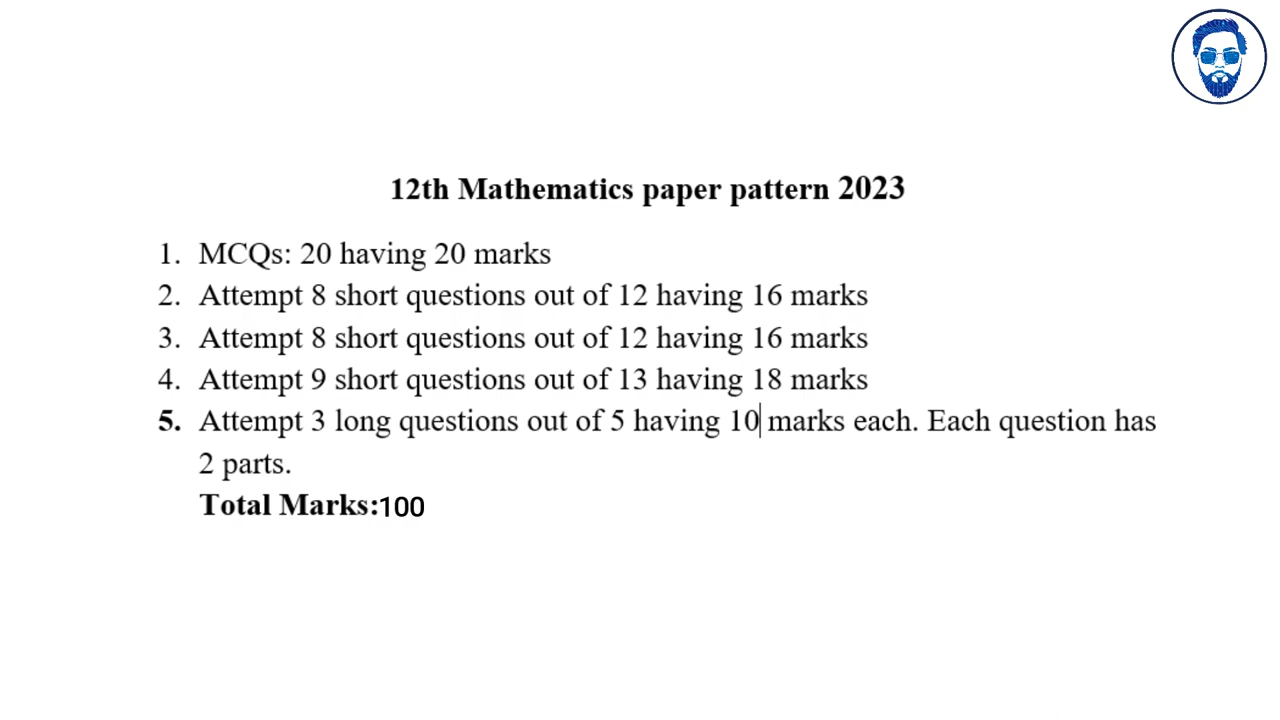 12th Mathematics paper pattern 2023
1. MCQs: 20 having 20 marks
2. Attempt 8 short questions out of 12 having 16 marks
3. Attempt 8 short questions out of 12 having 16 marks
4. Attempt 9 short questions out of 13 having 18 marks
5. Attempt 3 long questions out of 5 having 10 marks each. Each question has
2 parts.
Total Marks:100